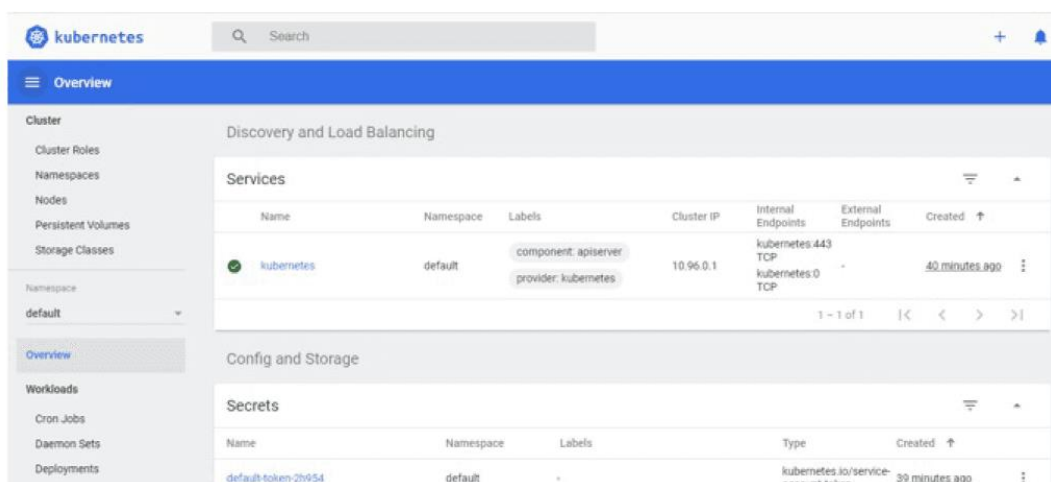 kubernetes
Search
Overview
Cluster
Cluster Roles
Namespaces
Nodes
Persistent Volumes
Storage Classes
Namespace
default
Overview
Workloads
Cron Jobs
Daemon Sets
Deployments
Discovery and Load Balancing
Services
Name Namespace Labels Cluster IP Internal Endpoints External Endpoints Created
kubernetes default component: apiserver provider: kubernetes 10.96.0.1 kubernetes:443 TCP kubernetes:0 TCP - 40 minutes ago
1 – 1 of 1
Config and Storage
Secrets
Name Namespace Labels Type Created
default-token-2h954 default - kubernetes.io/service- 39 minutes ago